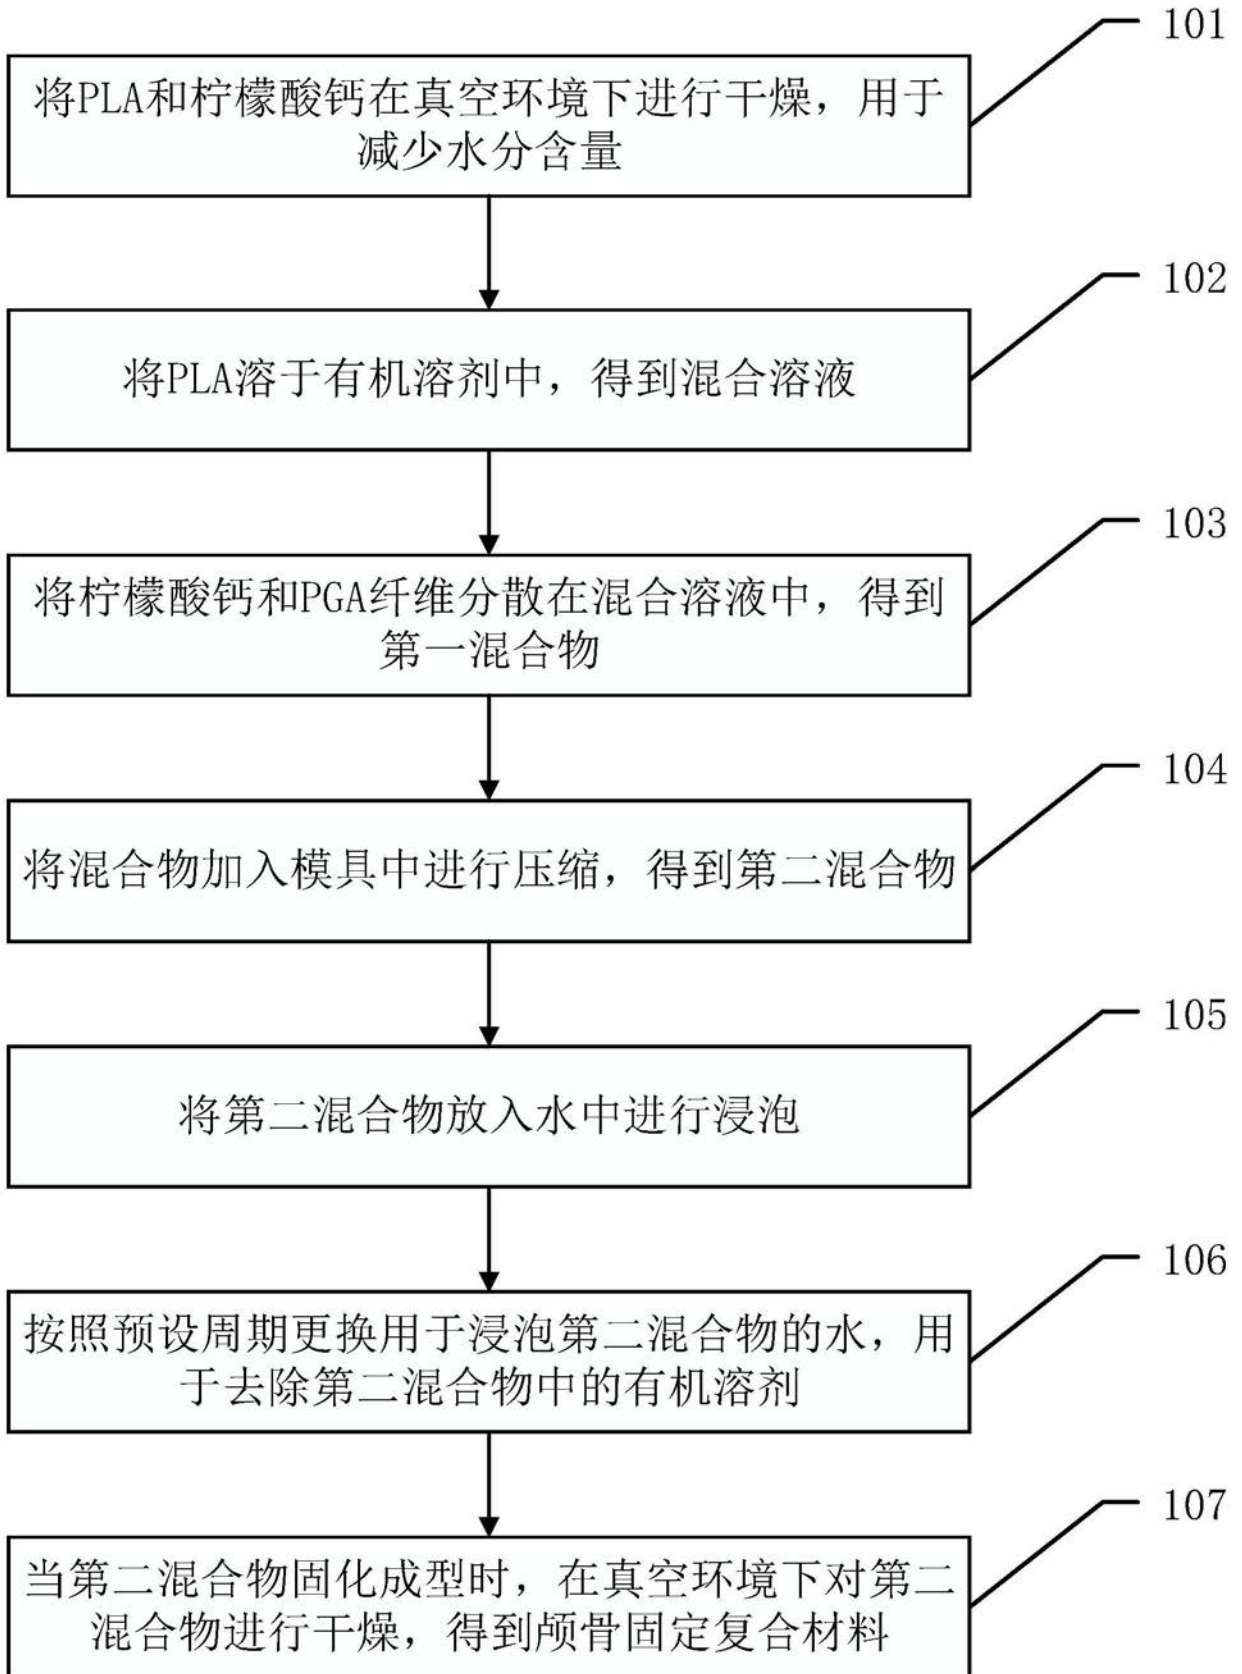 101
将PLA和柠檬酸钙在真空环境下进行干燥，用于
减少水分含量
102
将PLA溶于有机溶剂中，得到混合溶液
103
将柠檬酸钙和PGA纤维分散在混合溶液中，得到
第一混合物
104
将混合物加入模具中进行压缩，得到第二混合物
105
将第二混合物放入水中进行浸泡
106
按照预设周期更换用于浸泡第二混合物的水，用
于去除第二混合物中的有机溶剂
107
当第二混合物固化成型时，在真空环境下对第二
混合物进行干燥，得到颅骨固定复合材料